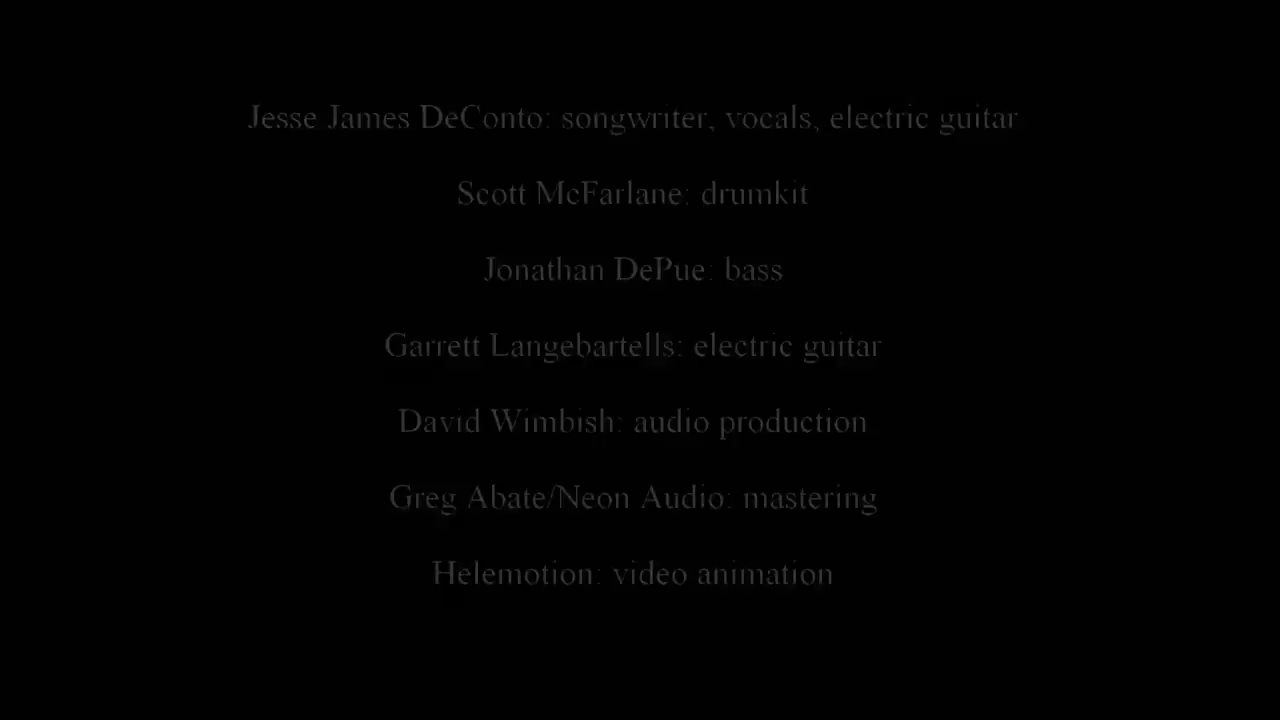 Jesse James DeConto: songwriter, vocals, electric guitar
Scott McFarlane: drumkit
Jonathan DePue: bass
Garrett Langebartells: electric guitar
David Wimbish: audio production
Greg Abate/Neon Audio: mastering
Helemotion: video animation